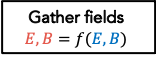 Gather fields
E, B = f(E, B)